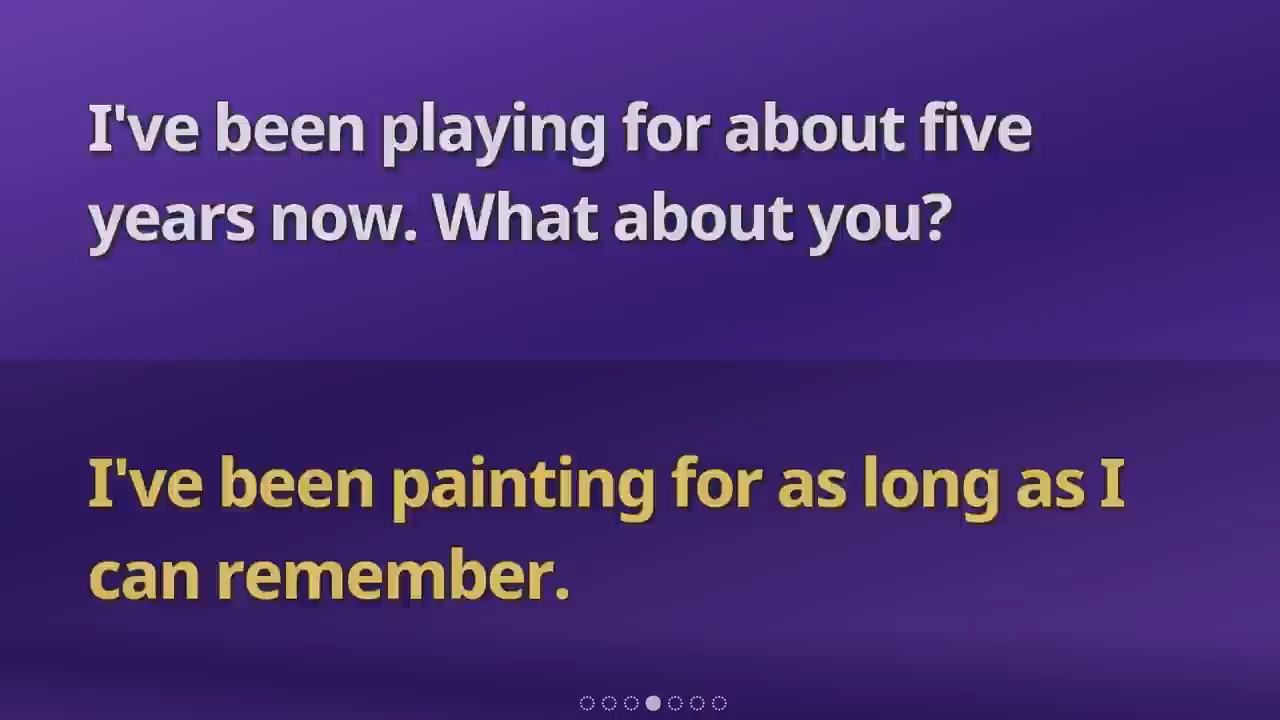 I've been playing for about five
years now. What about you?
I've been painting for as long as I
can remember.